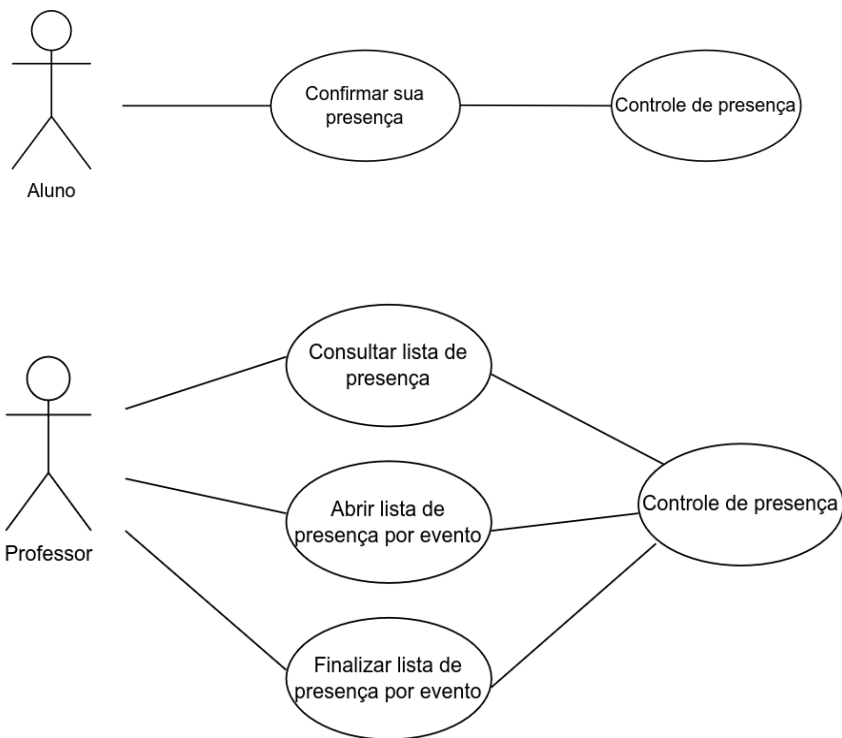 Confirmar sua
presença
Controle de presença
Aluno
Consultar lista de
presença
Abrir lista de
presença por evento
Controle de presença
Professor
Finalizar lista de
presença por evento